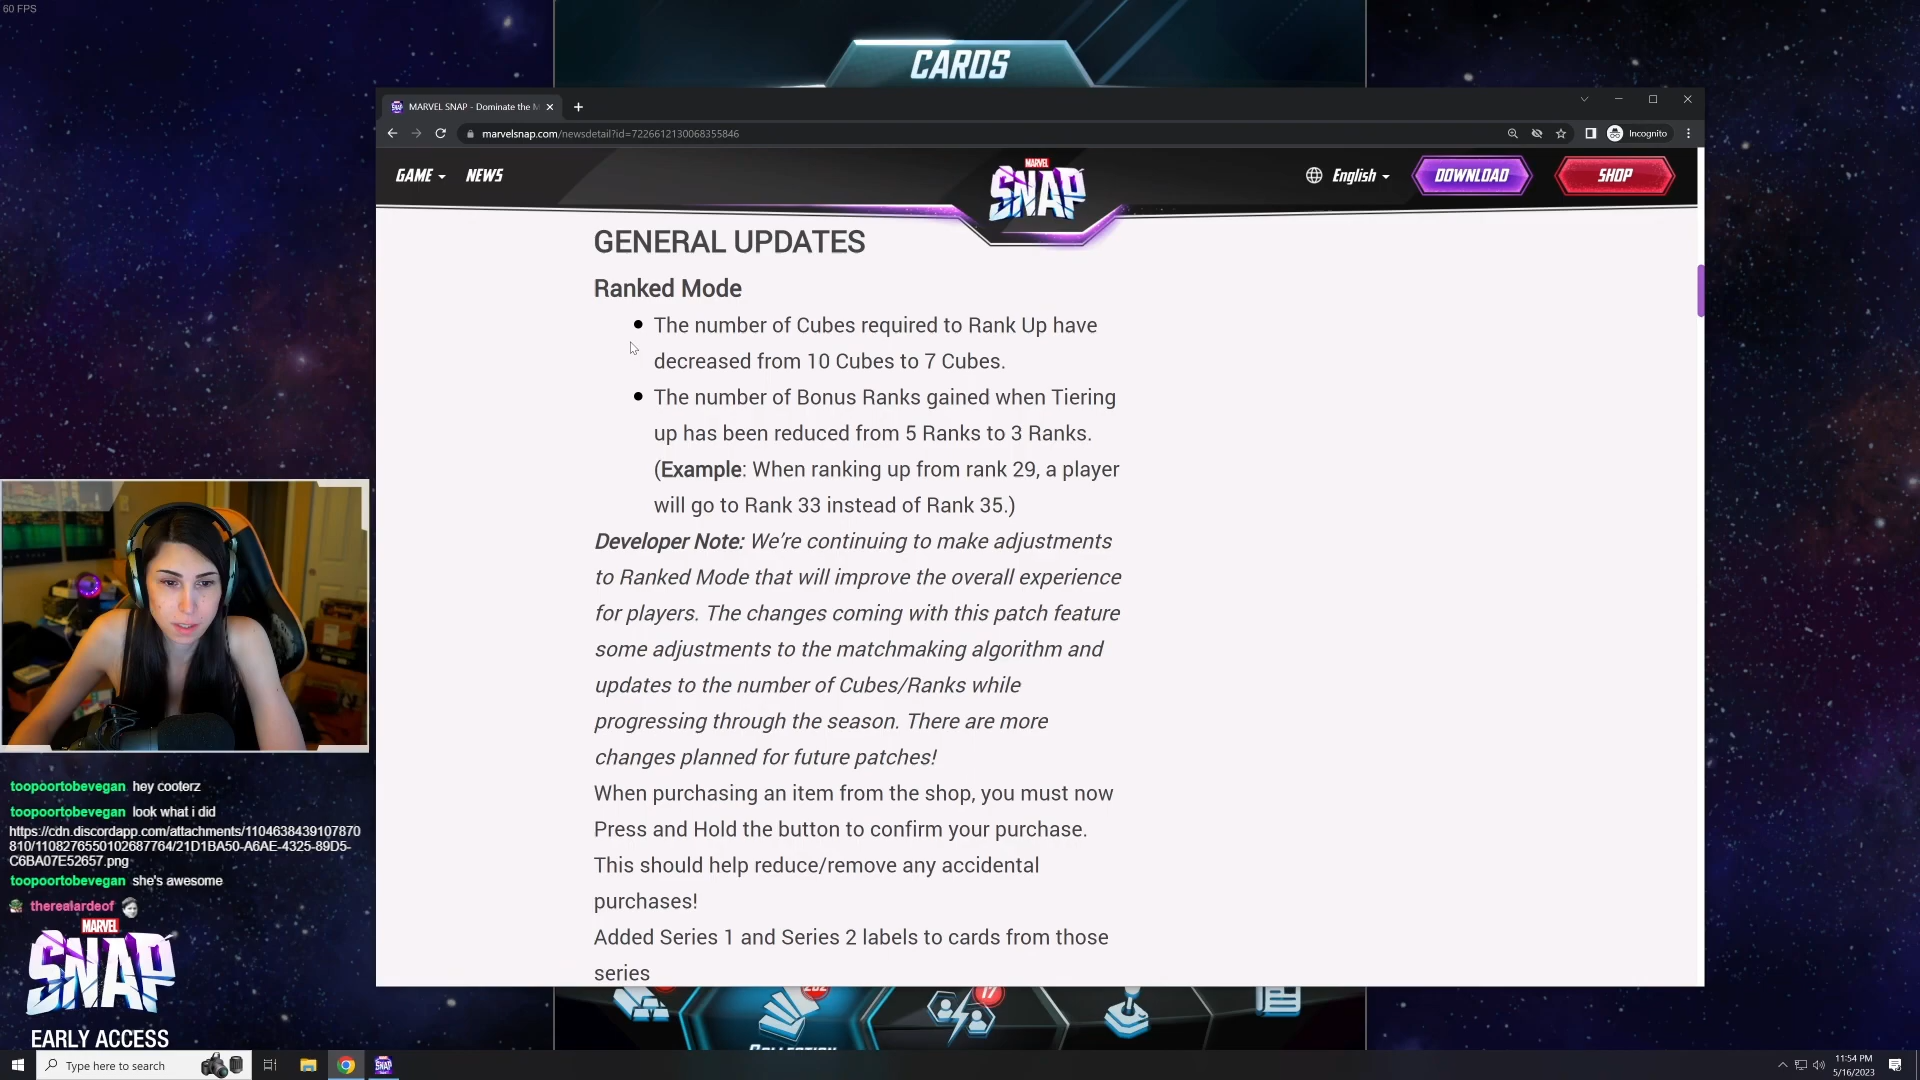 60 FPS
CARDS
MARVEL SNAP - Dominate the M
marvelsnap.com/newsdetail?id=7226612130068355846
Incognito
GAME
NEWS
MARVEL
SNAP
English
DOWNLOAD
SHOP
GENERAL UPDATES
Ranked Mode
The number of Cubes required to Rank Up have
decreased from 10 Cubes to 7 Cubes.
The number of Bonus Ranks gained when Tiering
up has been reduced from 5 Ranks to 3 Ranks.
(Example: When ranking up from rank 29, a player
will go to Rank 33 instead of Rank 35.)
Developer Note: We’re continuing to make adjustments
to Ranked Mode that will improve the overall experience
for players. The changes coming with this patch feature
some adjustments to the matchmaking algorithm and
updates to the number of Cubes/Ranks while
progressing through the season. There are more
changes planned for future patches!
When purchasing an item from the shop, you must now
Press and Hold the button to confirm your purchase.
This should help reduce/remove any accidental
purchases!
Added Series 1 and Series 2 labels to cards from those
series
toopoortobevegan hey cooterz
toopoortobevegan look what i did
https://cdn.discordapp.com/attachments/1104638439107870
810/1108276550102687764/21D1BA50-A6AE-4325-89D5-
C6BA07E52657.png
toopoortobevegan she's awesome
therealardeof
MARVEL
SNAP
EARLY ACCESS
17
Type here to search
11:54 PM
5/16/2023